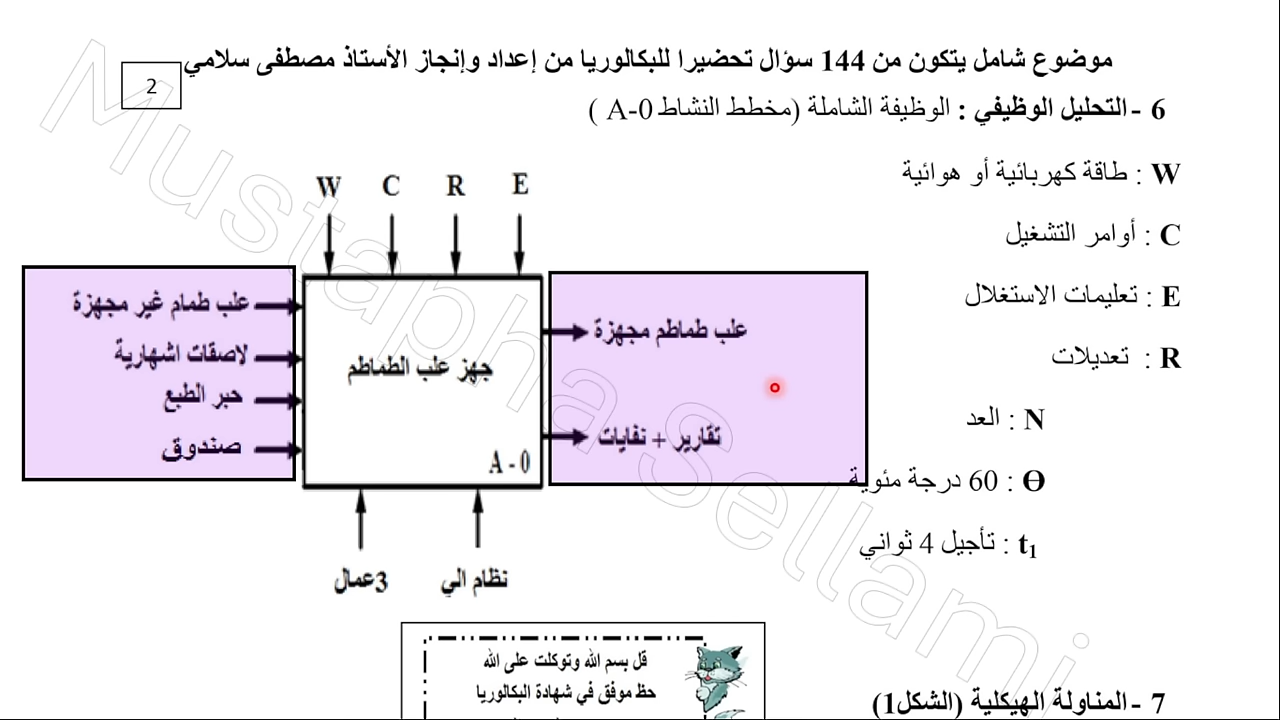 موضوع شامل يتكون من 144 سؤال تحضيرا للبكالوريا من إعداد وإنجاز الأستاذ مصطفى سلامي
2
6 - التحليل الوظيفي : الوظيفة الشاملة (مخطط النشاط A-0 )
W : طاقة كهربائية أو هوائية
C : أوامر التشغيل
E : تعليمات الاستغلال
R : تعديلات
N : العد
Ɵ : 60 درجة مئوية
t1 : تأجيل 4 ثواني
W C R E
علب طمام غير مجهزة
لاصقات اشهارية
حبر الطبع
صندوق
جهز علب الطماطم
A - 0
علب طماطم مجهزة
تقارير + نفايات
3عمال
نظام الي
قل بسم الله وتوكلت على الله
حظ موفق في شهادة البكالوريا
7 - المناولة الهيكلية (الشكل1)
Mustapha Sellami